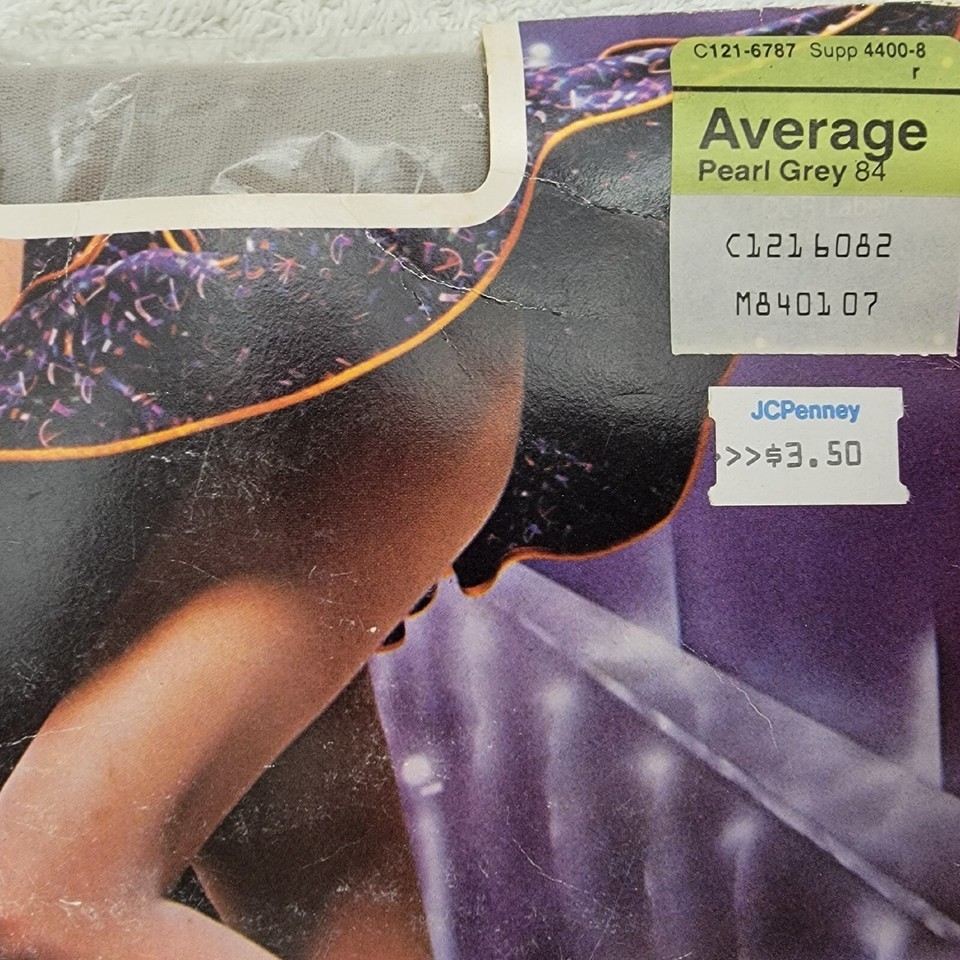 C121-6787 Supp 4400-8
r
Average
Pearl Grey 84
C1216082
M840107
JCPenney
>>$3.50